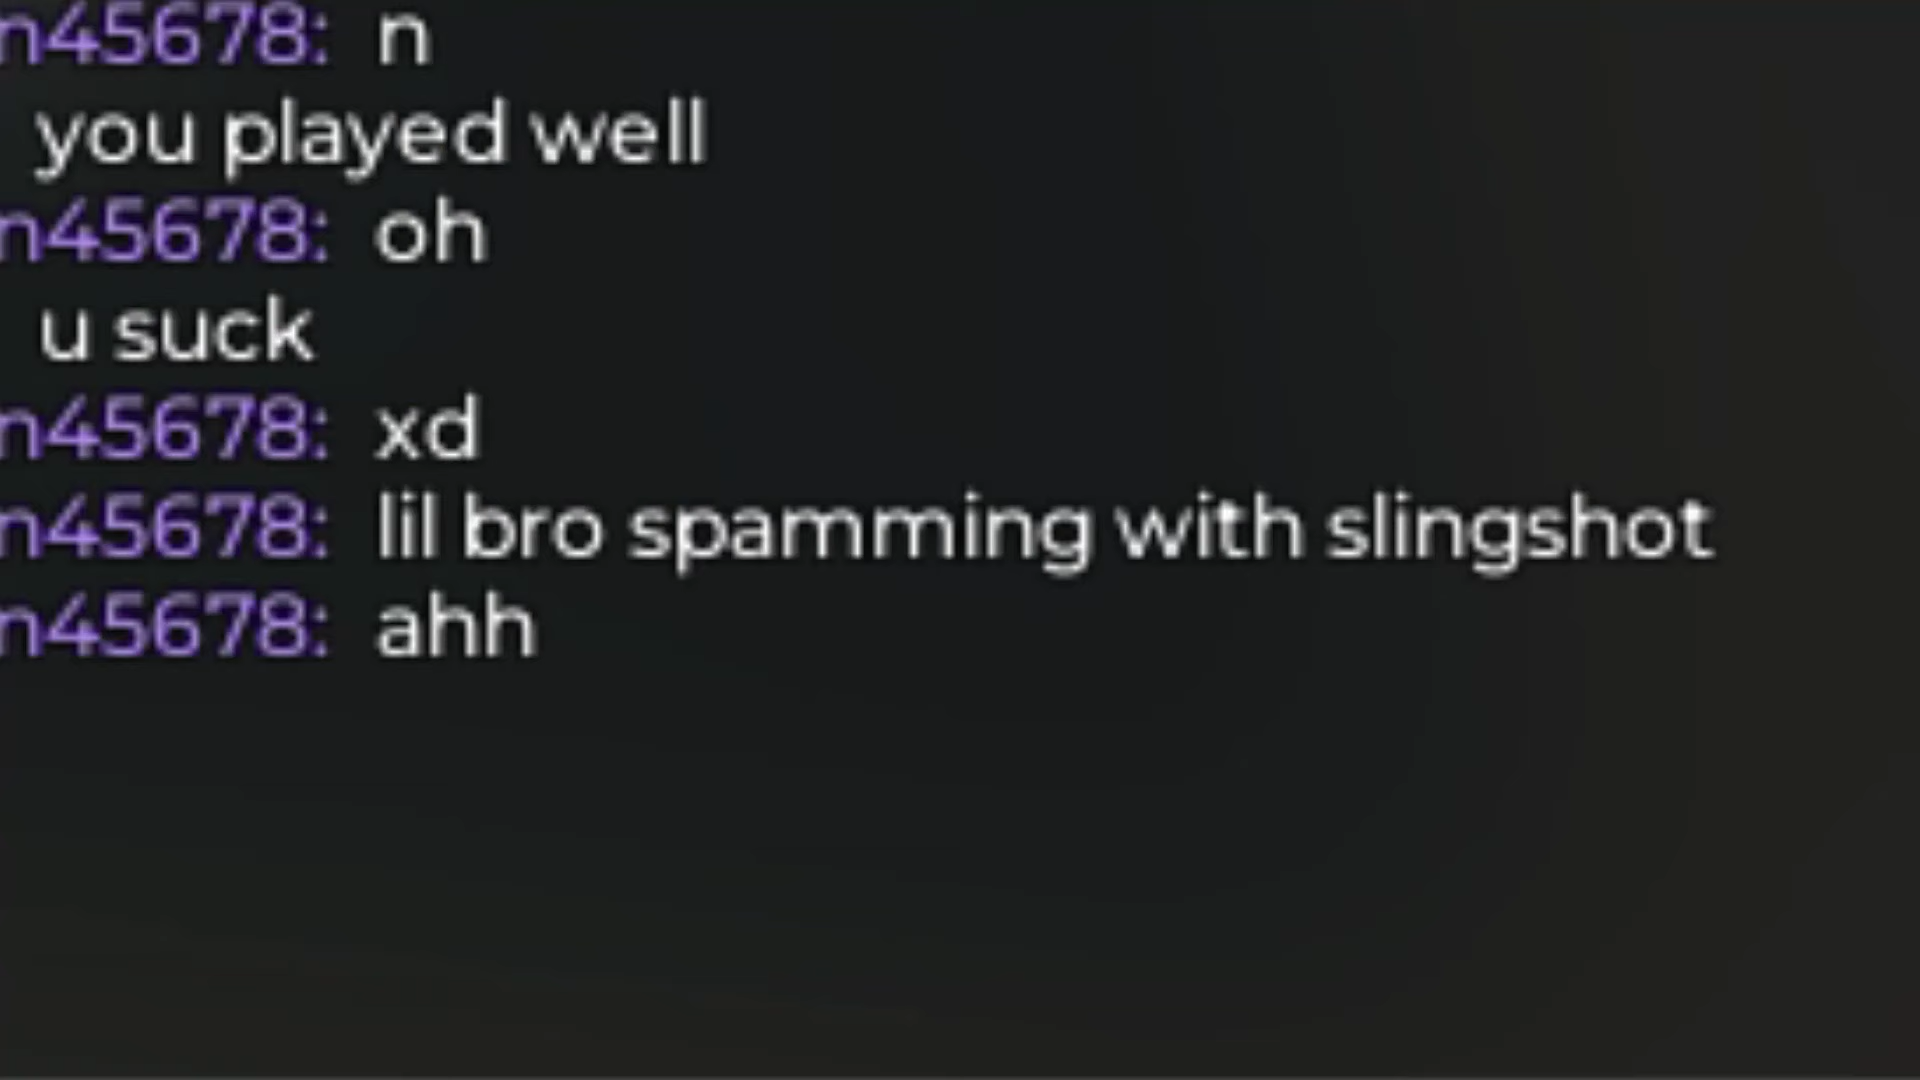 n45678: n
you played well
n45678: oh
u suck
n45678: xd
n45678: lil bro spamming with slingshot
n45678: ahh